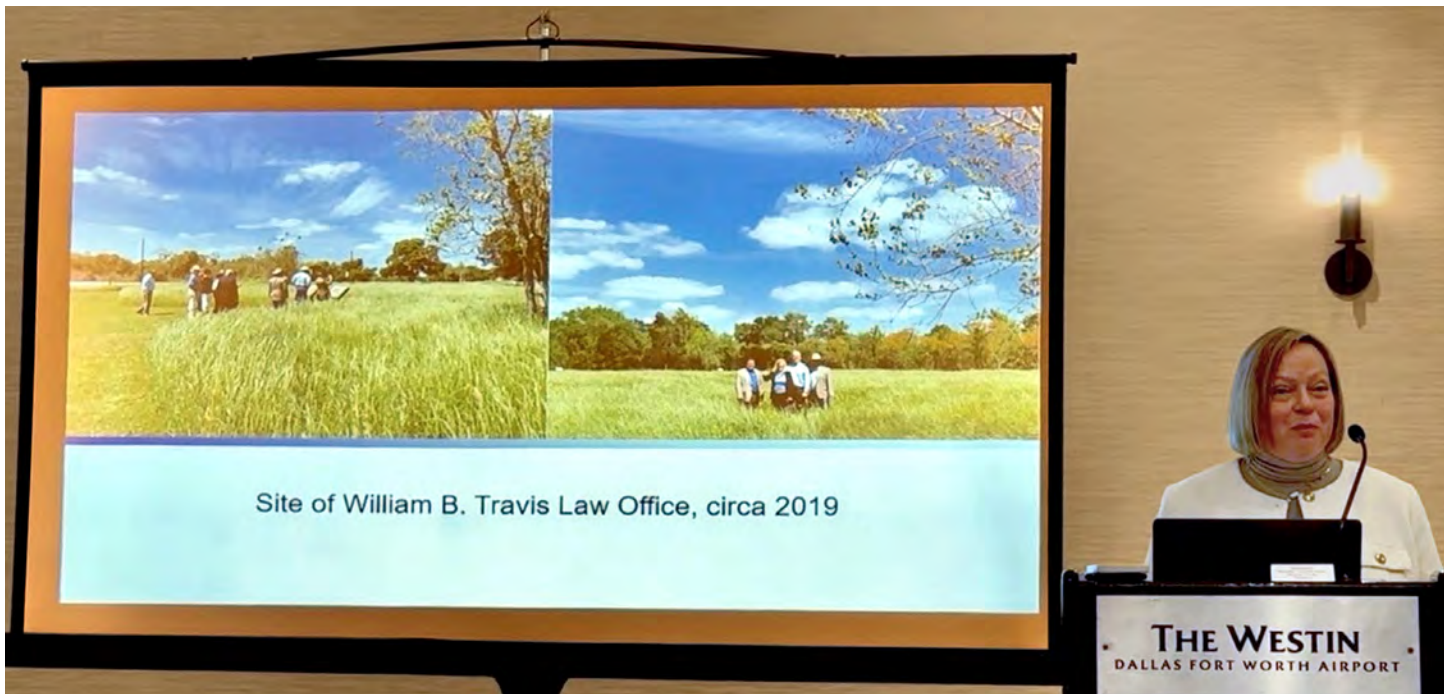 Site of William B. Travis Law Office, circa 2019
THE WESTIN
DALLAS FORT WORTH AIRPORT